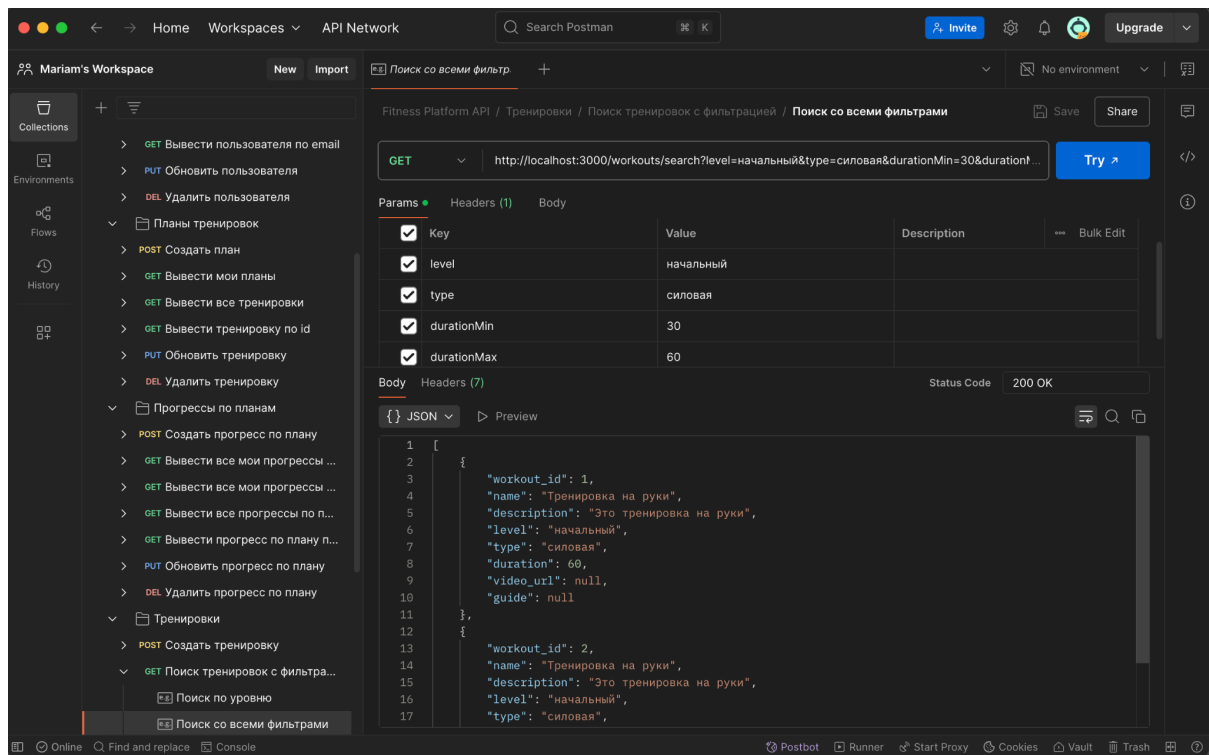 Home Workspaces API Network Search Postman ⌘ K Invite Upgrade
Mariam's Workspace New Import
e.g. Поиск со всеми фильтр No environment
Collections
Environments
Flows
History
GET Вывести пользователя по email
PUT Обновить пользователя
DEL Удалить пользователя
Планы тренировок
POST Создать план
GET Вывести мои планы
GET Вывести все тренировки
GET Вывести тренировку по id
PUT Обновить тренировку
DEL Удалить тренировку
Прогрессы по планам
POST Создать прогресс по плану
GET Вывести все мои прогрессы ...
GET Вывести все мои прогрессы ...
GET Вывести все прогрессы по п...
GET Вывести прогресс по плану п...
PUT Обновить прогресс по плану
DEL Удалить прогресс по плану
Тренировки
POST Создать тренировку
GET Поиск тренировок с фильтра...
e.g. Поиск по уровню
e.g. Поиск со всеми фильтрами
Fitness Platform API / Тренировки / Поиск тренировок с фильтрацией / Поиск со всеми фильтрами Save Share
GET http://localhost:3000/workouts/search?level=начальный&type=силовая&durationMin=30&durationM... Try
Params Headers (1) Body
Key Value Description Bulk Edit
level начальный
type силовая
durationMin 30
durationMax 60
Body Headers (7) Status Code 200 OK
{} JSON Preview
1 [
2 {
3 "workout_id": 1,
4 "name": "Тренировка на руки",
5 "description": "Это тренировка на руки",
6 "level": "начальный",
7 "type": "силовая",
8 "duration": 60,
9 "video_url": null,
10 "guide": null
11 },
12 {
13 "workout_id": 2,
14 "name": "Тренировка на руки",
15 "description": "Это тренировка на руки",
16 "level": "начальный",
17 "type": "силовая",
Online Find and replace Console Postbot Runner Start Proxy Cookies Vault Trash